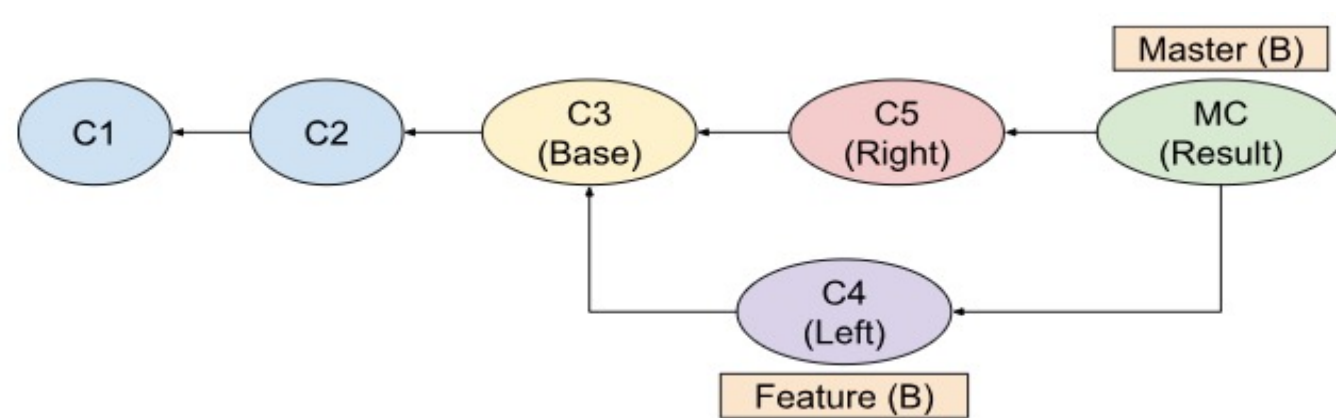 Master (B)
C1
C2
C3
(Base)
C5
(Right)
MC
(Result)
C4
(Left)
Feature (B)